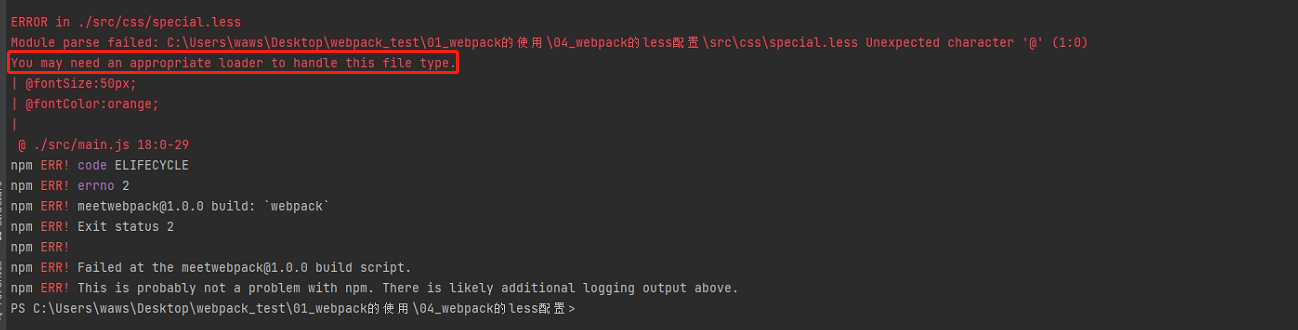 ERROR in ./src/css/special.less
Module parse failed: C:\Users\waws\Desktop\webpack_test\01_webpack的使用\04_webpack的less配置\src\css\special.less Unexpected character '@' (1:0)
You may need an appropriate loader to handle this file type.
| @fontSize:50px;
| @fontColor:orange;
|
@ ./src/main.js 18:0-29
npm ERR! code ELIFECYCLE
npm ERR! errno 2
npm ERR! meetwebpack@1.0.0 build: `webpack`
npm ERR! Exit status 2
npm ERR!
npm ERR! Failed at the meetwebpack@1.0.0 build script.
npm ERR! This is probably not a problem with npm. There is likely additional logging output above.
PS C:\Users\waws\Desktop\webpack_test\01_webpack的使用\04_webpack的less配置>